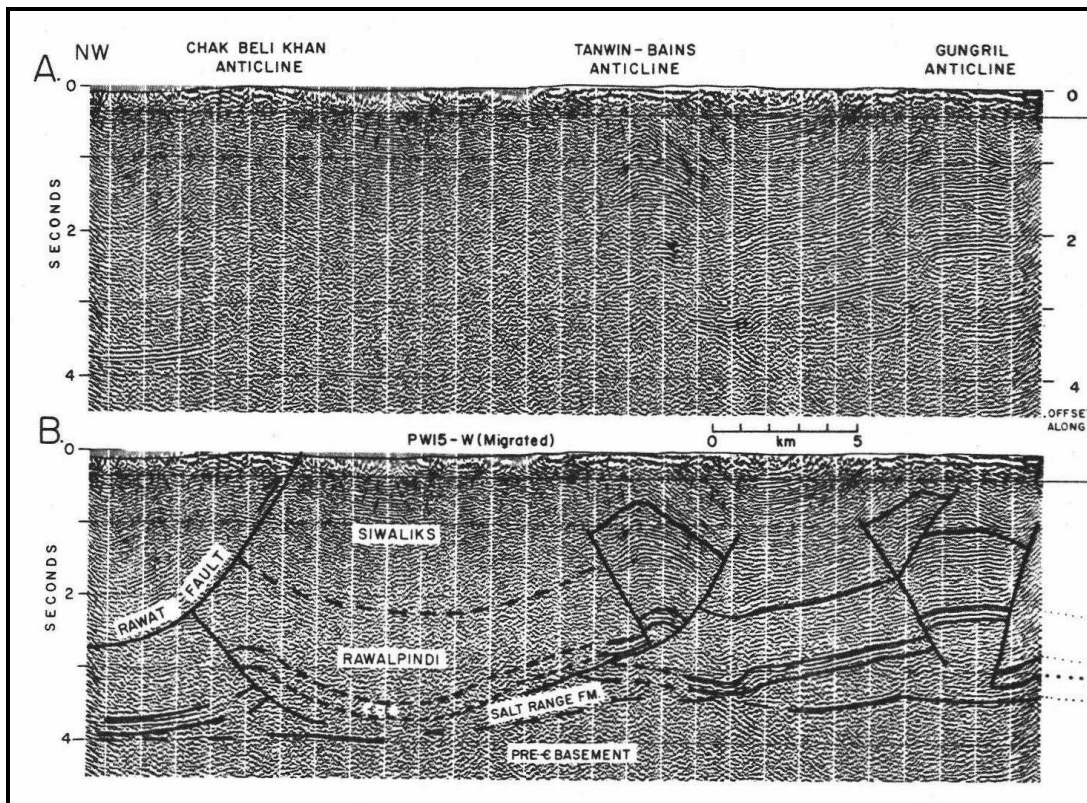 A. NW
CHAK BELI KHAN
ANTICLINE
TANWIN-BAINS
ANTICLINE
GUNGRIL
ANTICLINE
0
2
4
SECONDS
0
2
4
OFFSET
ALONG
B.
PW15-W (Migrated)
0 km 5
0
2
4
SECONDS
SIWALIKS
RAWAT FAULT
RAWALPINDI
Є-E
SALT RANGE FM.
PRE-Є BASEMENT